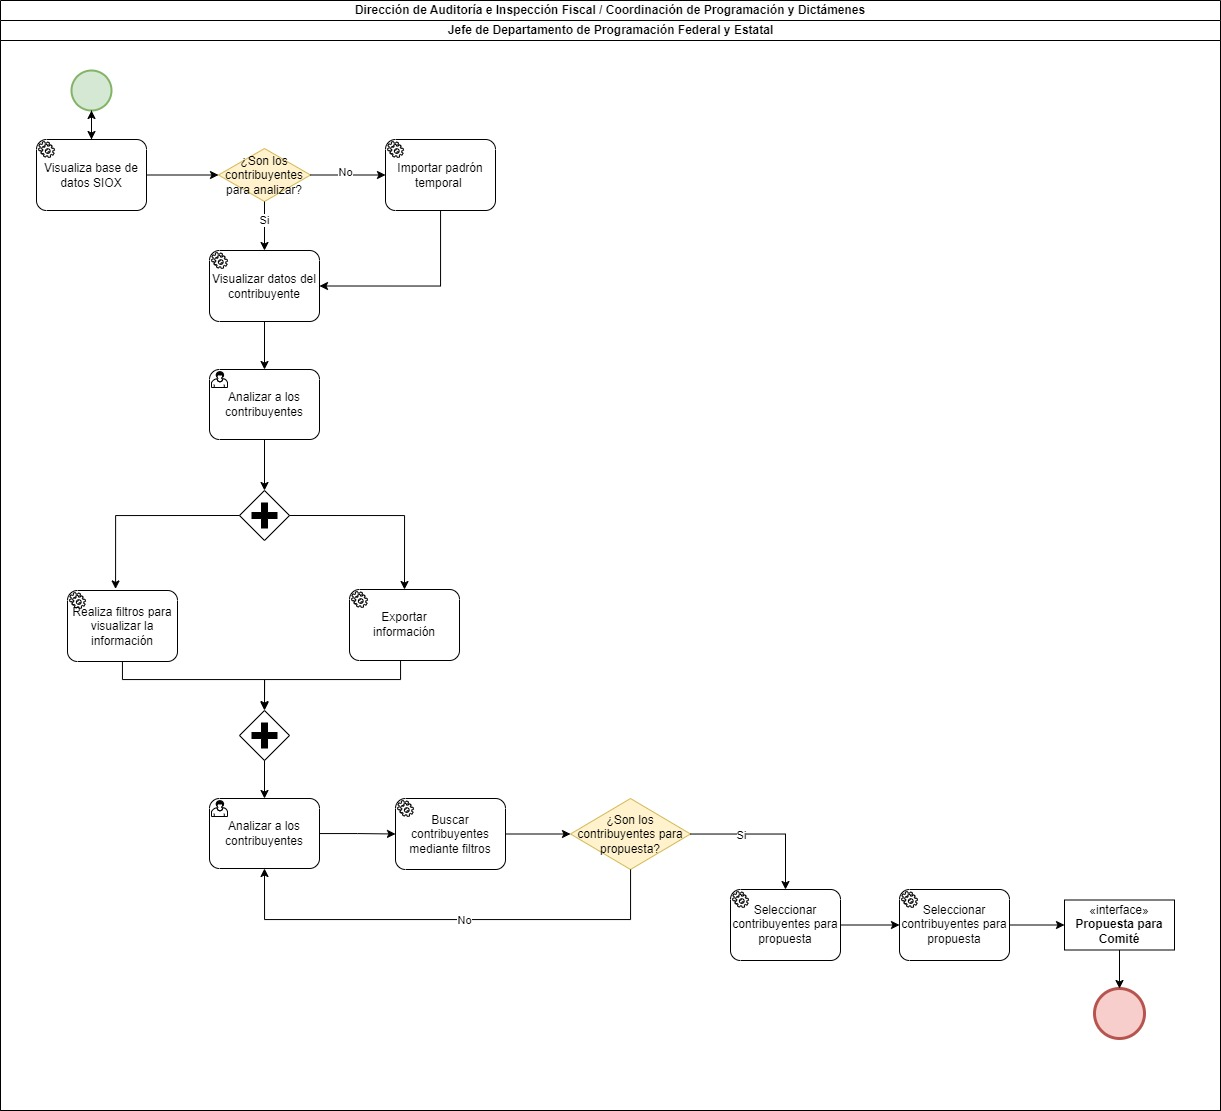 Dirección de Auditoría e Inspección Fiscal / Coordinación de Programación y Dictámenes
Jefe de Departamento de Programación Federal y Estatal
Visualiza base de
datos SIOX
¿Son los
contribuyentes
para analizar?
No
Importar padrón
temporal
Si
Visualizar datos del
contribuyente
Analizar a los
contribuyentes
Realiza filtros para
visualizar la
información
Exportar
información
Analizar a los
contribuyentes
Buscar
contribuyentes
mediante filtros
¿Son los
contribuyentes para
propuesta?
Si
No
Seleccionar
contribuyentes para
propuesta
Seleccionar
contribuyentes para
propuesta
«interface»
Propuesta para
Comité